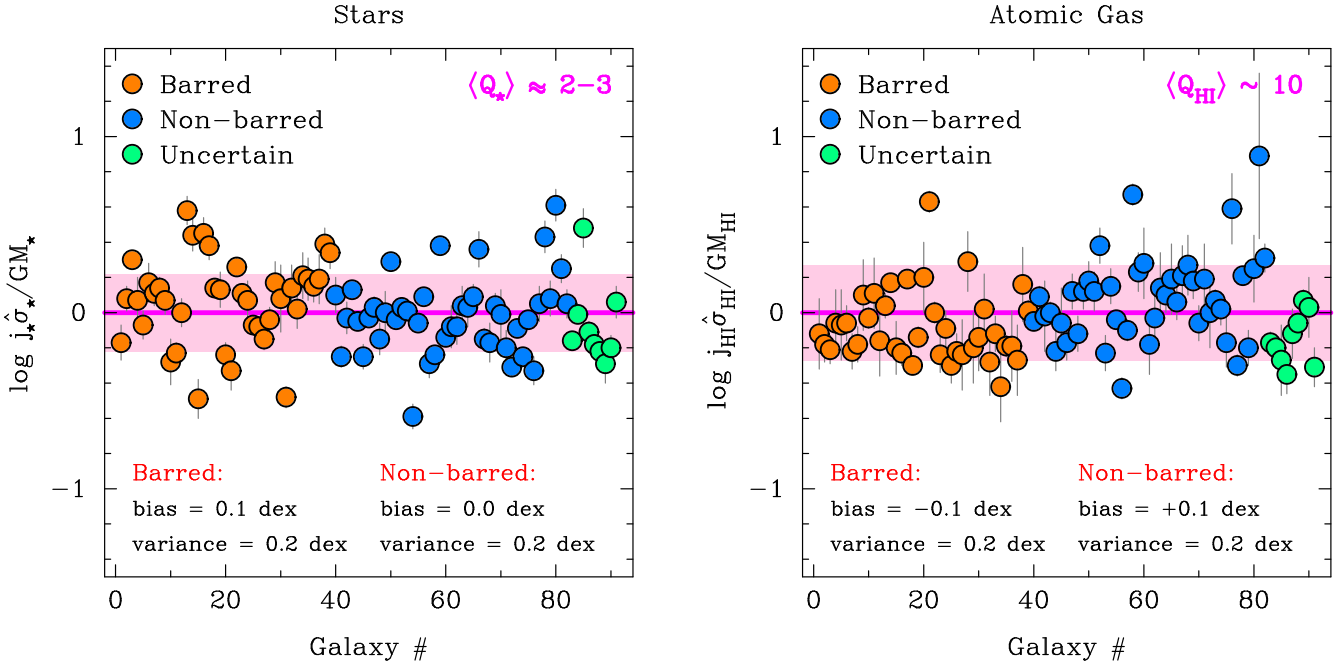 Stars
Barred
Non−barred
Uncertain
⟨Q⋆⟩ ≈ 2−3
1
0
−1
log j⋆σ̂⋆/GM⋆
Barred:
bias = 0.1 dex
variance = 0.2 dex
Non−barred:
bias = 0.0 dex
variance = 0.2 dex
0 20 40 60 80
Galaxy #
Atomic Gas
Barred
Non−barred
Uncertain
⟨QHI⟩ ~ 10
1
0
−1
log jHIσ̂HI/GMHI
Barred:
bias = −0.1 dex
variance = 0.2 dex
Non−barred:
bias = +0.1 dex
variance = 0.2 dex
0 20 40 60 80
Galaxy #